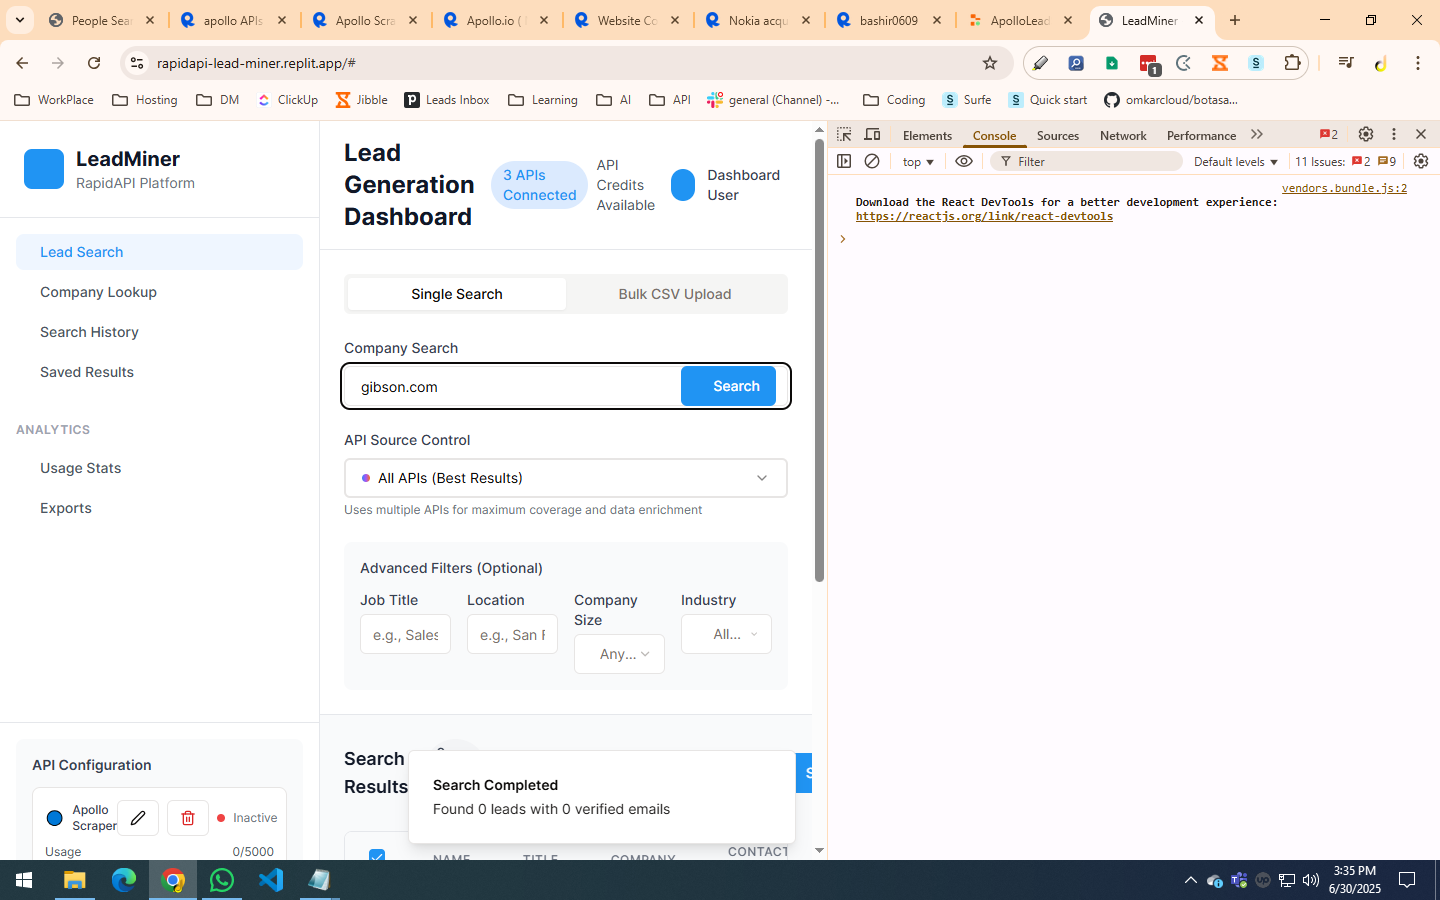 People Sea
apollo APIs
Apollo Scra
Apollo.io (
Website Co
Nokia acqu
bashir0609
ApolloLead
LeadMiner
rapidapi-lead-miner.replit.app/#
1
WorkPlace
Hosting
DM
ClickUp
Jibble
Leads Inbox
Learning
AI
API
general (Channel) -...
Coding
Surfe
Quick start
omkarcloud/botasa...
LeadMiner
RapidAPI Platform
Lead Search
Company Lookup
Search History
Saved Results
ANALYTICS
Usage Stats
Exports
API Configuration
Apollo
Scraper
Inactive
Usage
0/5000
Lead
Generation
Dashboard
3 APIs
Connected
API
Credits
Available
Dashboard
User
Single Search
Bulk CSV Upload
Company Search
gibson.com
Search
API Source Control
All APIs (Best Results)
Uses multiple APIs for maximum coverage and data enrichment
Advanced Filters (Optional)
Job Title
Location
Company
Size
Industry
e.g., Sales
e.g., San F
Any...
All...
Search
Results
Search Completed
Found 0 leads with 0 verified emails
NAME
TITLE
COMPANY
CONTACT
Elements
Console
Sources
Network
Performance
2
top
Filter
Default levels
11 Issues:
2
9
vendors.bundle.js:2
Download the React DevTools for a better development experience:
https://reactjs.org/link/react-devtools
3:35 PM
6/30/2025